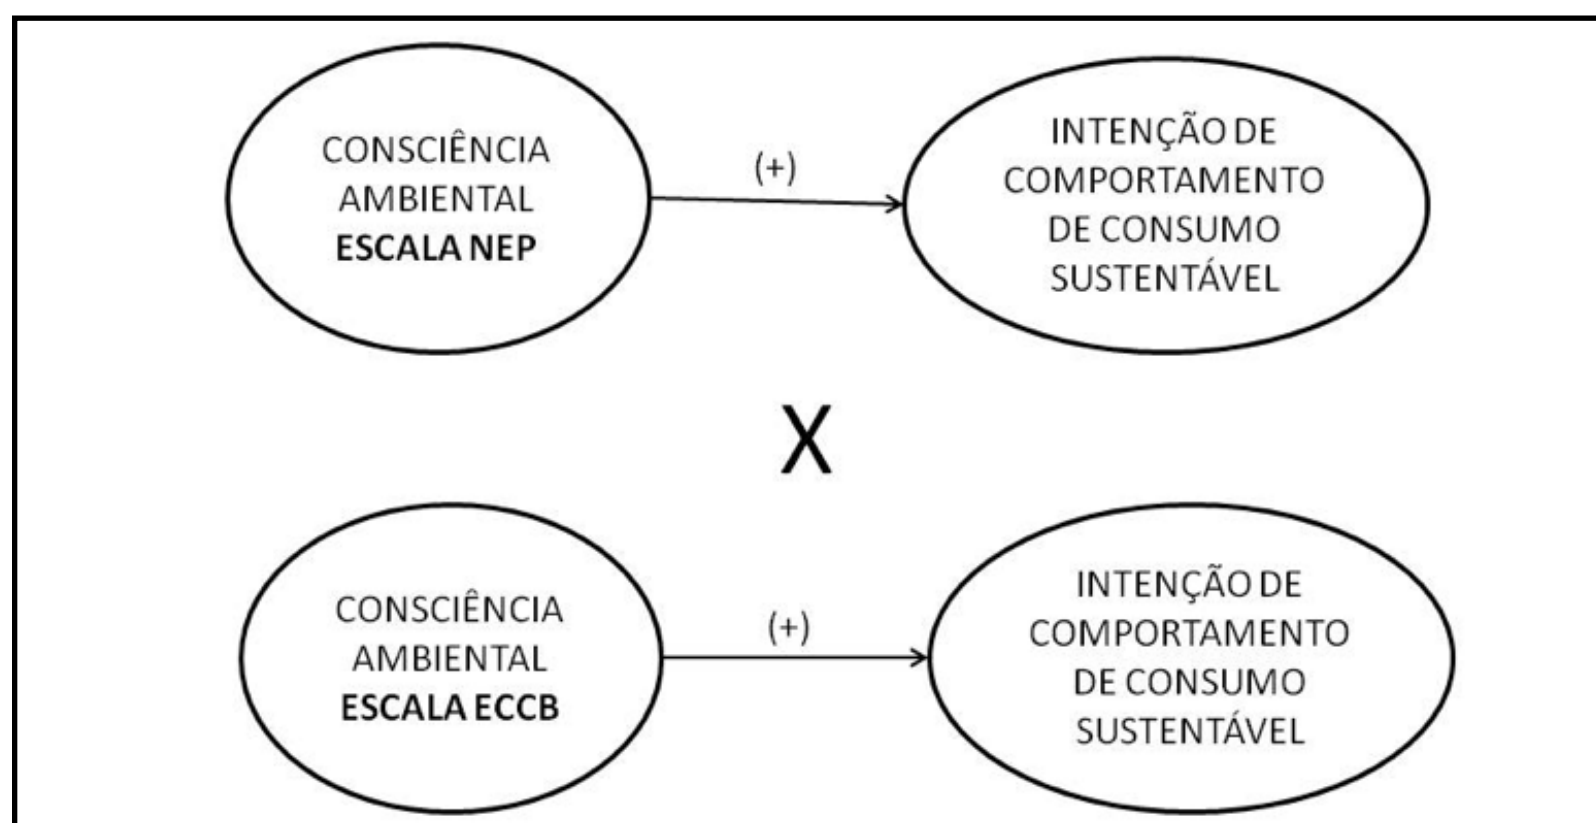 CONSCIÊNCIA
AMBIENTAL
ESCALA NEP
(+)
INTENÇÃO DE
COMPORTAMENTO
DE CONSUMO
SUSTENTÁVEL
X
CONSCIÊNCIA
AMBIENTAL
ESCALA ECCB
(+)
INTENÇÃO DE
COMPORTAMENTO
DE CONSUMO
SUSTENTÁVEL